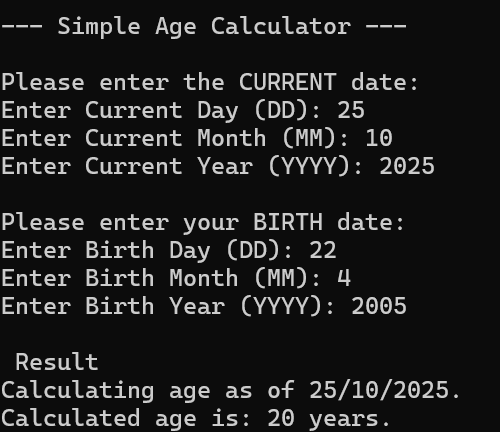 --- Simple Age Calculator ---
Please enter the CURRENT date:
Enter Current Day (DD): 25
Enter Current Month (MM): 10
Enter Current Year (YYYY): 2025
Please enter your BIRTH date:
Enter Birth Day (DD): 22
Enter Birth Month (MM): 4
Enter Birth Year (YYYY): 2005
Result
Calculating age as of 25/10/2025.
Calculated age is: 20 years.